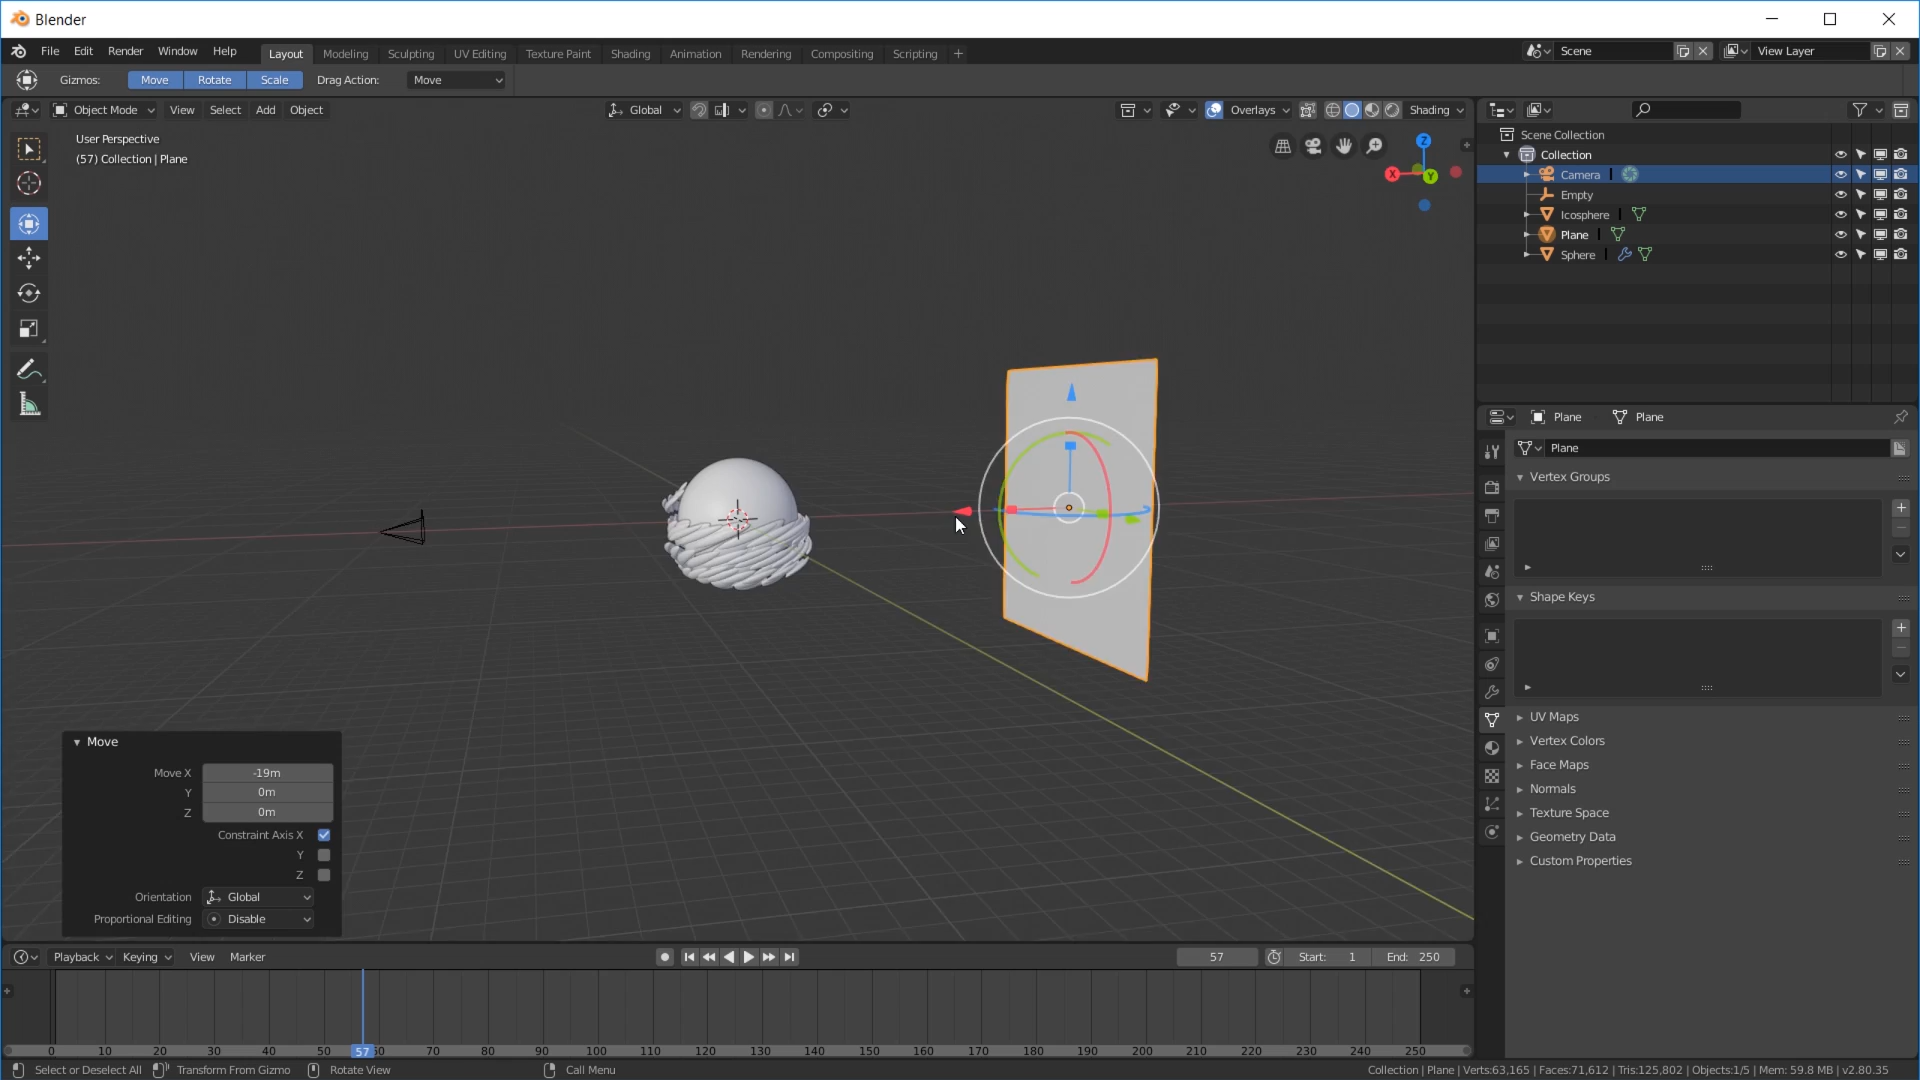 Blender
File Edit Render Window Help Layout Modeling Sculpting UV Editing Texture Paint Shading Animation Rendering Compositing Scripting + Scene View Layer
Gizmos: Move Rotate Scale Drag Action: Move
Object Mode View Select Add Object Global Overlays Shading
User Perspective
(57) Collection | Plane
Z
X
Y
Scene Collection
Collection
Camera
Empty
Icosphere
Plane
Sphere
Plane Plane
Plane
Vertex Groups
Shape Keys
UV Maps
Vertex Colors
Face Maps
Normals
Texture Space
Geometry Data
Custom Properties
Move
Move X -19m
Y 0m
Z 0m
Constraint Axis X
Y
Z
Orientation Global
Proportional Editing Disable
Playback Keying View Marker 57 Start: 1 End: 250
0 10 20 30 40 50 57 60 70 80 90 100 110 120 130 140 150 160 170 180 190 200 210 220 230 240 250
Select or Deselect All Transform From Gizmo Rotate View Call Menu Collection | Plane | Verts:63,165 | Faces:71,612 | Tris:125,802 | Objects:1/5 | Mem: 59.8 MB | v2.80.35